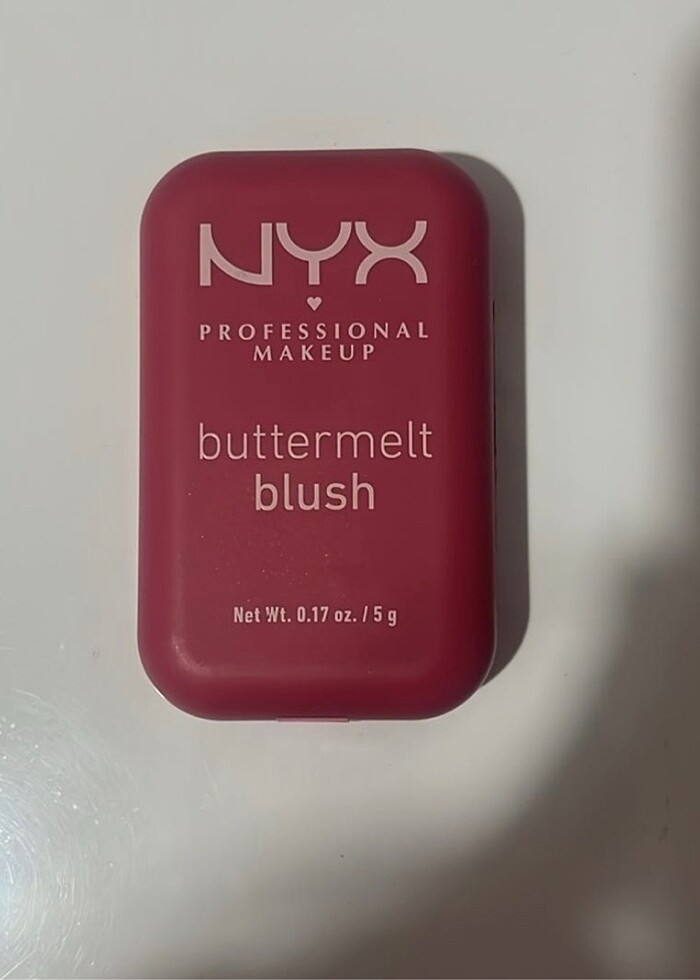 NYX
PROFESSIONAL
MAKEUP
buttermelt
blush
Net Wt. 0.17 oz. / 5 g